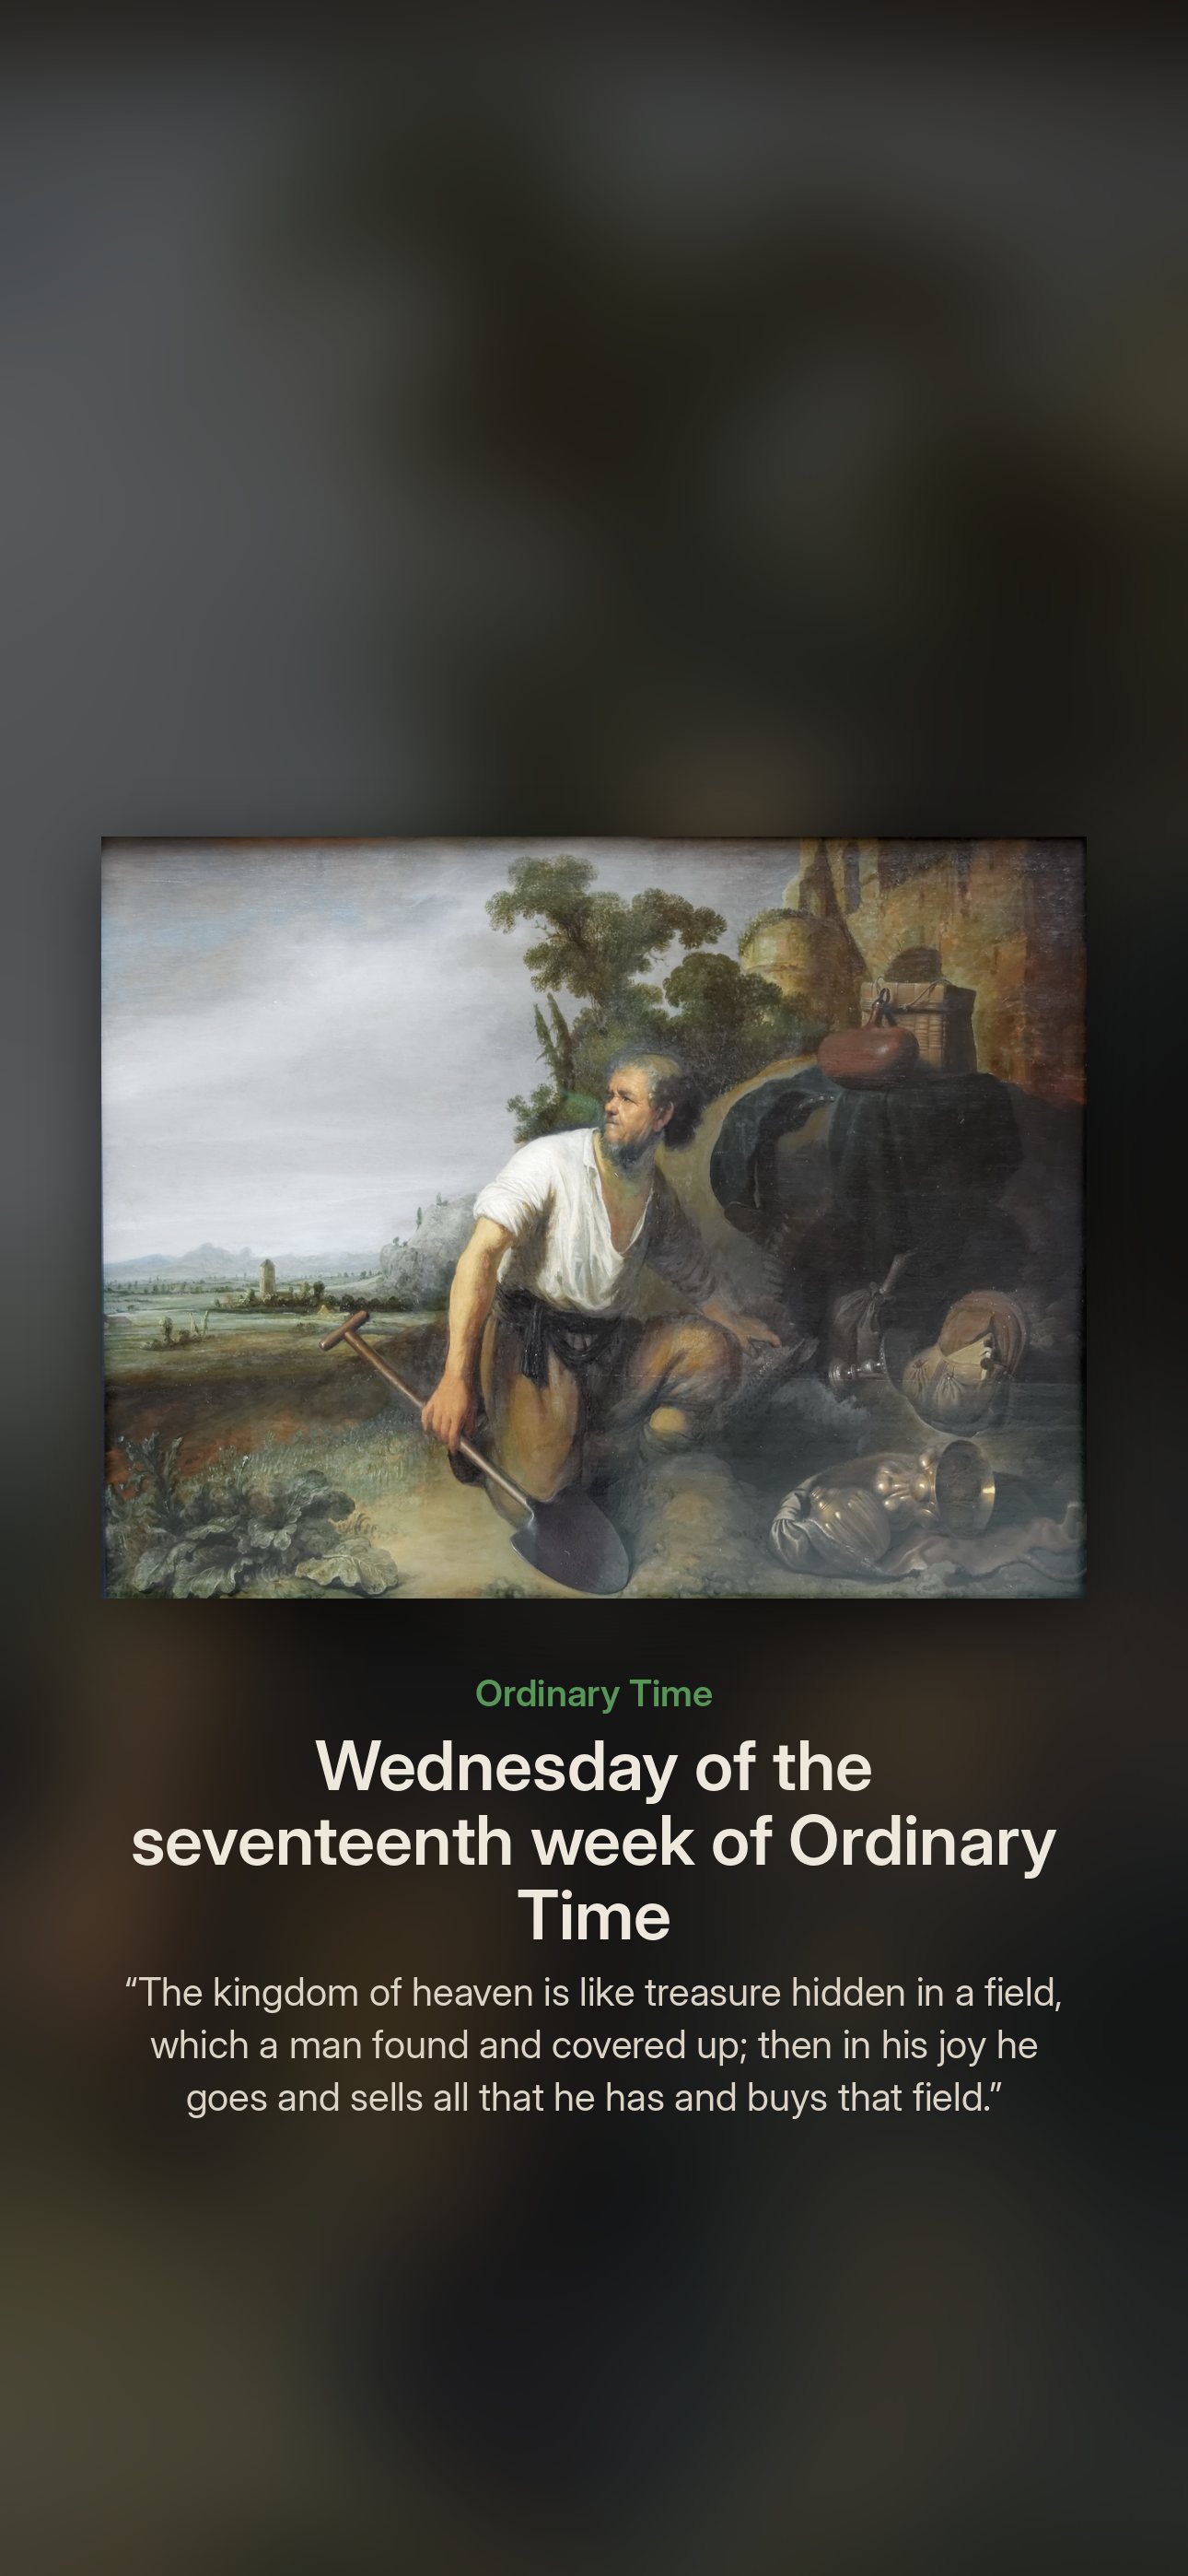 Ordinary Time
Wednesday of the
seventeenth week of Ordinary
Time
“The kingdom of heaven is like treasure hidden in a field,
which a man found and covered up; then in his joy he
goes and sells all that he has and buys that field.”